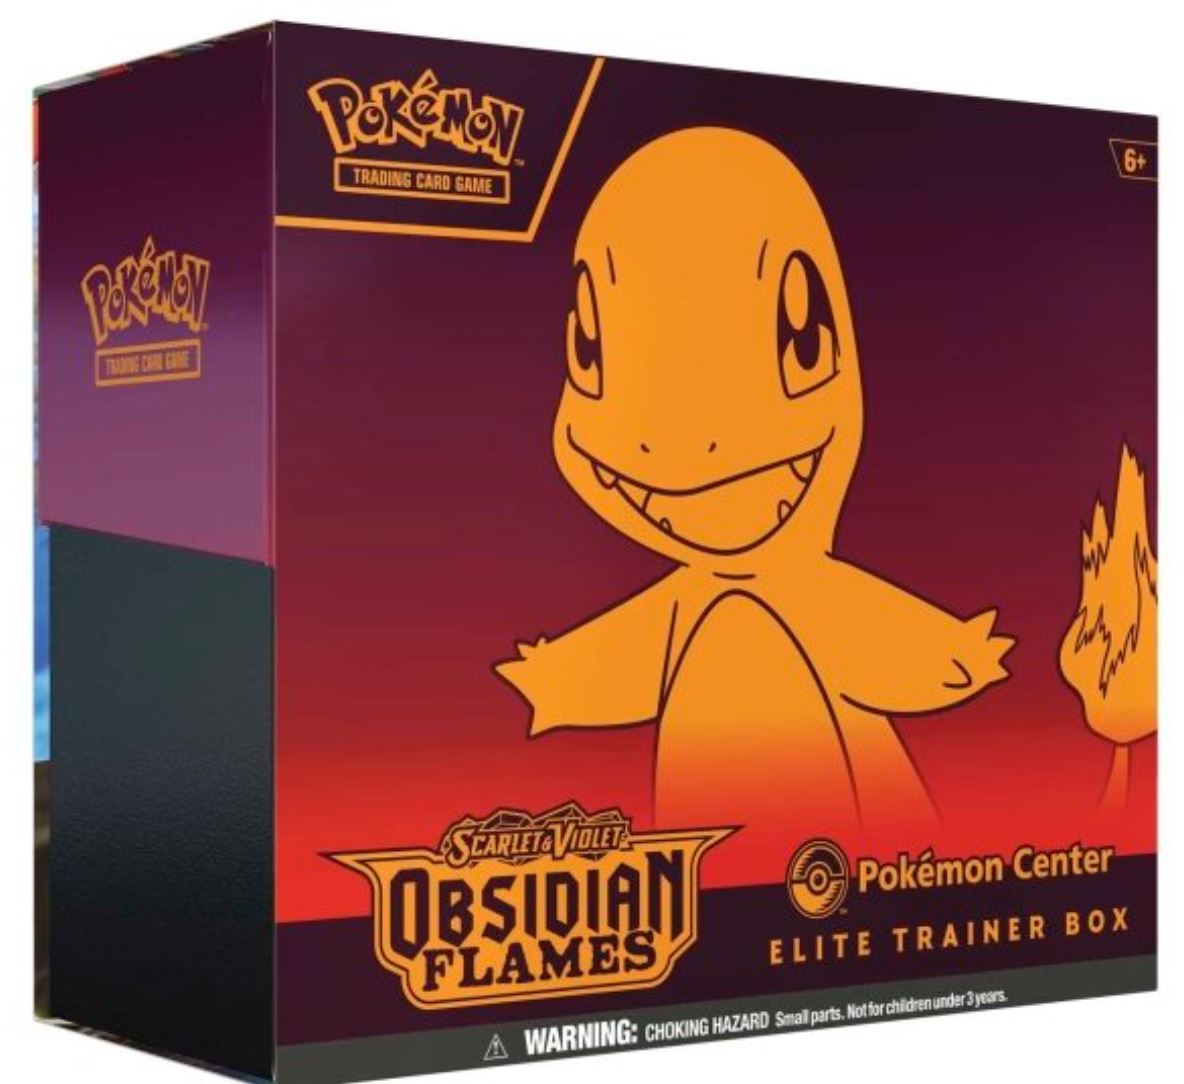 POKéMON™
TRADING CARD GAME
6+
POKéMON
TRADING CARD GAME
SCARLET & VIOLET
OBSIDIAN
FLAMES
Pokémon Center
ELITE TRAINER BOX
WARNING: CHOKING HAZARD Small parts. Not for children under 3 years.